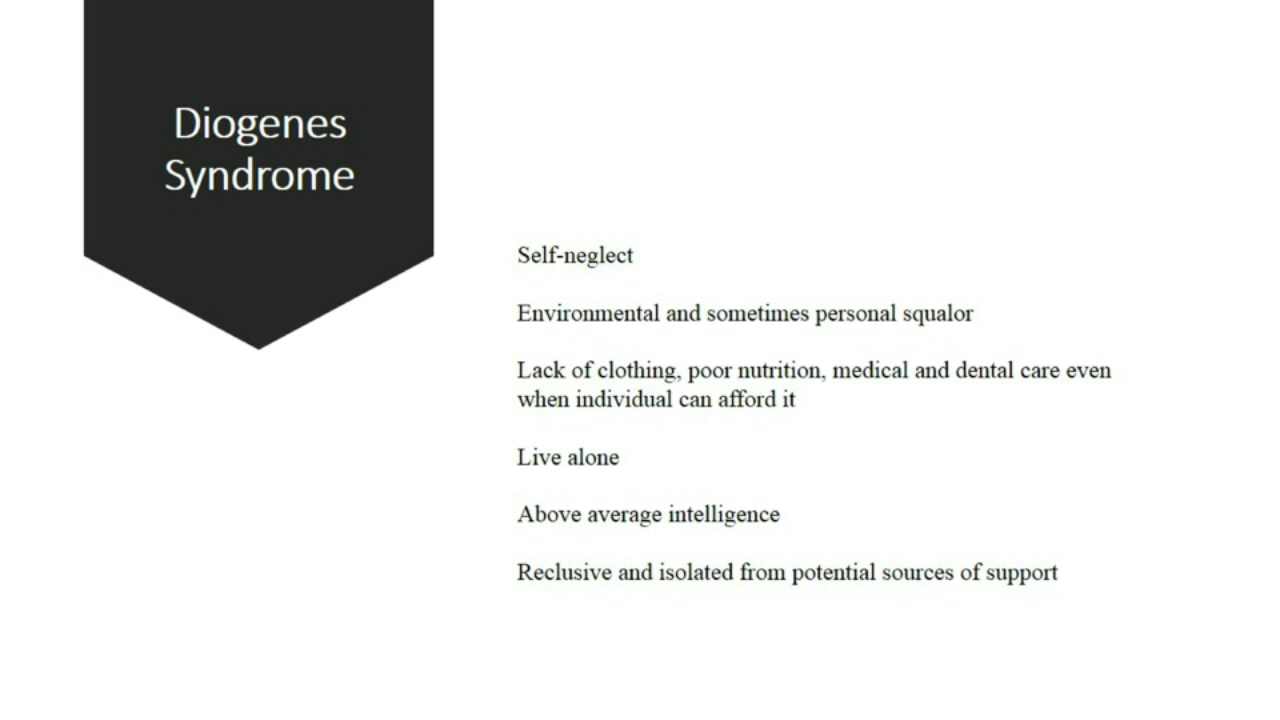 Diogenes
Syndrome
Self-neglect
Environmental and sometimes personal squalor
Lack of clothing, poor nutrition, medical and dental care even
when individual can afford it
Live alone
Above average intelligence
Reclusive and isolated from potential sources of support